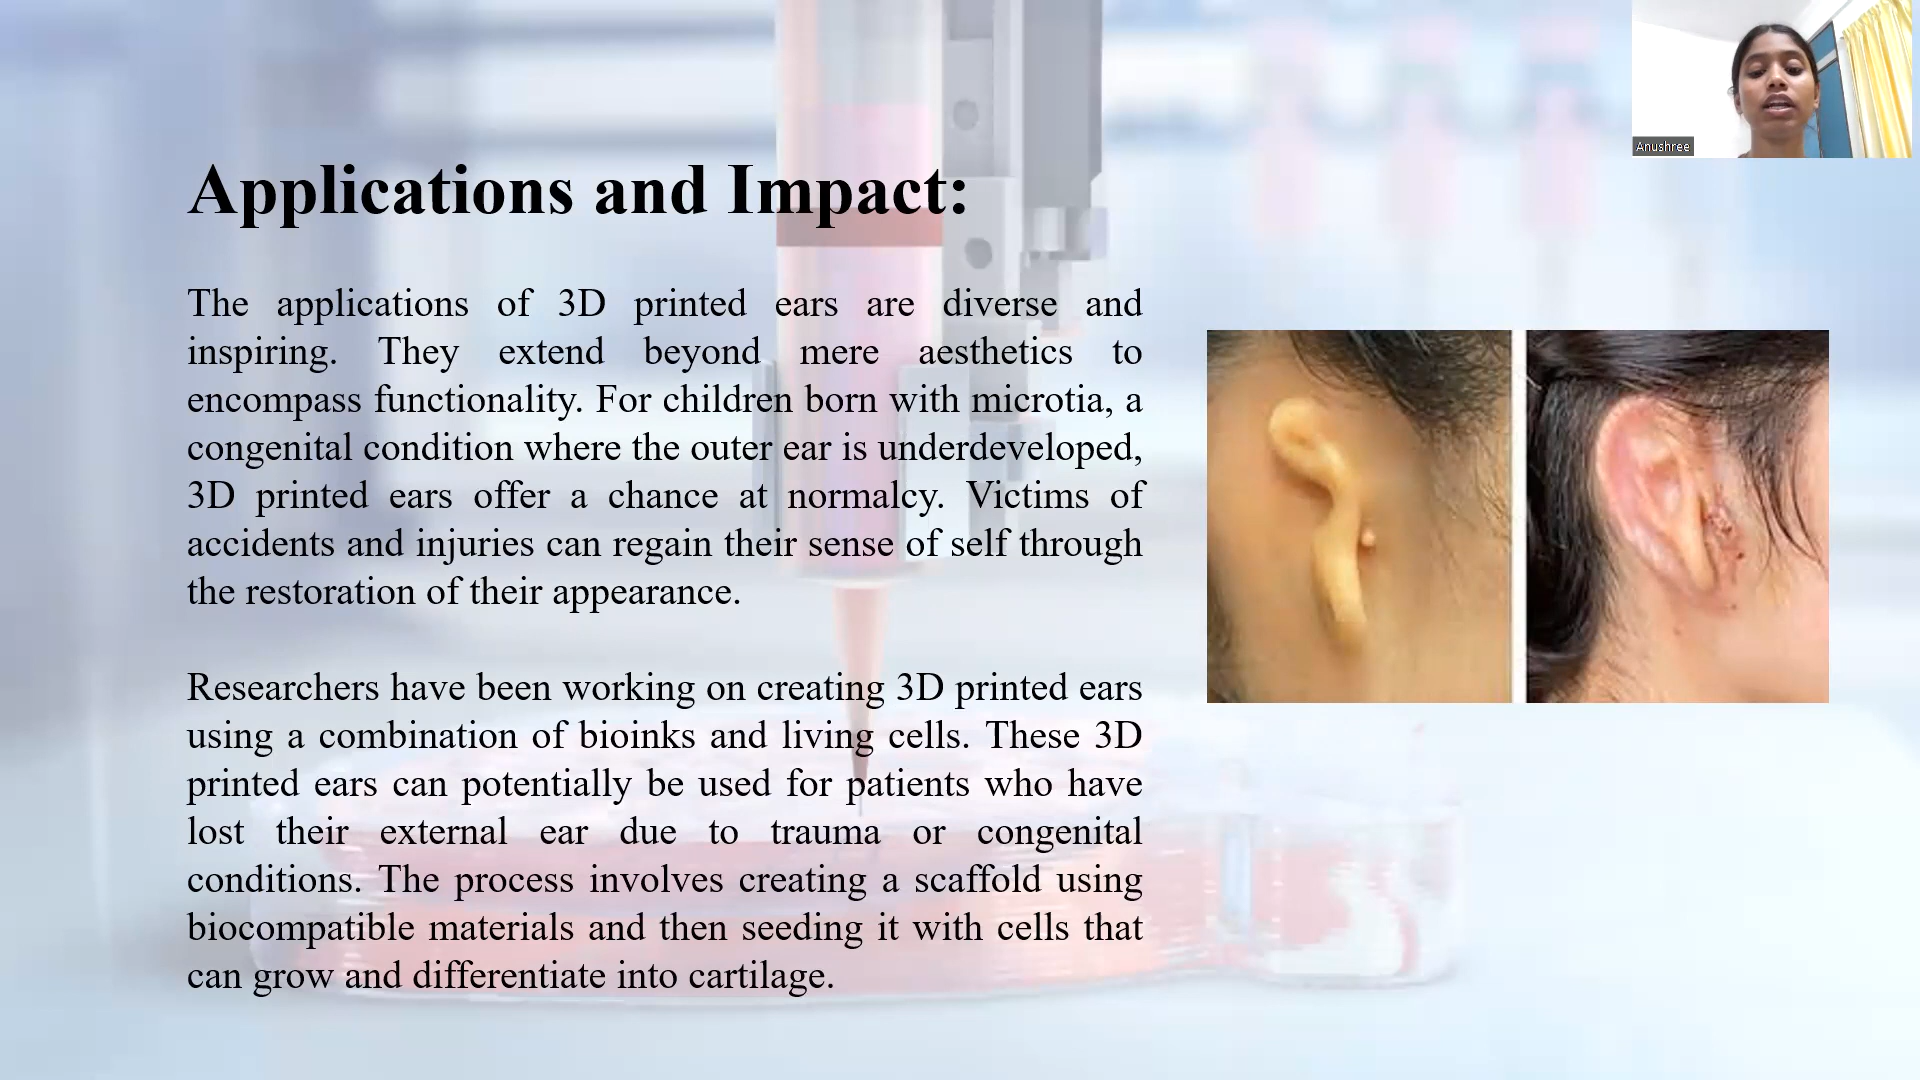 Anushree
Applications and Impact:
The applications of 3D printed ears are diverse and
inspiring. They extend beyond mere aesthetics to
encompass functionality. For children born with microtia, a
congenital condition where the outer ear is underdeveloped,
3D printed ears offer a chance at normalcy. Victims of
accidents and injuries can regain their sense of self through
the restoration of their appearance.
Researchers have been working on creating 3D printed ears
using a combination of bioinks and living cells. These 3D
printed ears can potentially be used for patients who have
lost their external ear due to trauma or congenital
conditions. The process involves creating a scaffold using
biocompatible materials and then seeding it with cells that
can grow and differentiate into cartilage.